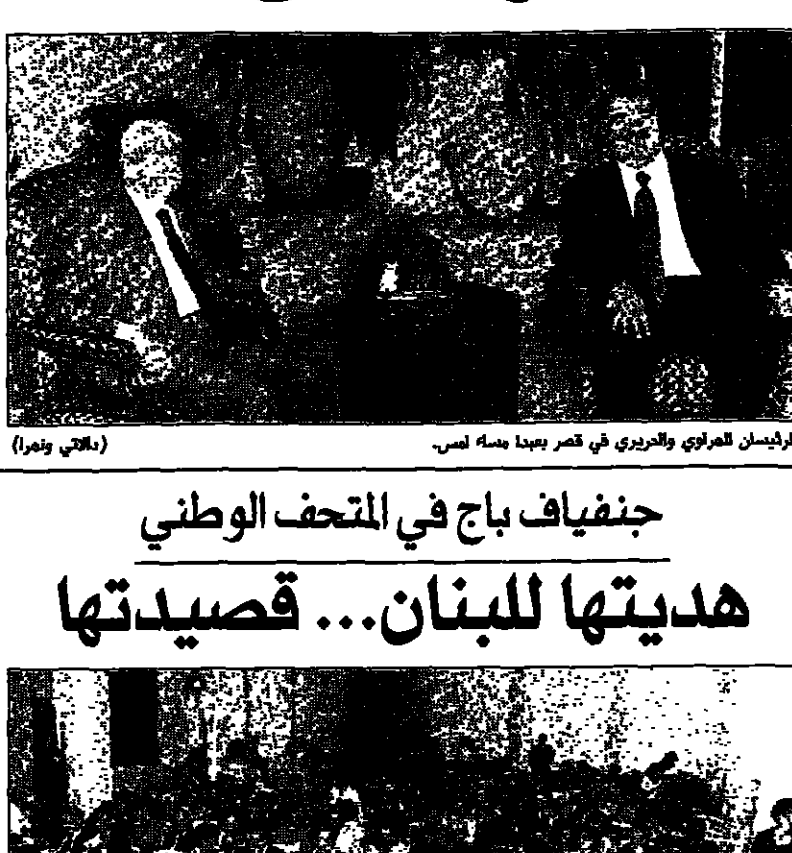 الرئيسان الهراوي والحريري في قصر بعبدا مساء امس.
(دالاتي ونهرا)
جنفياف باج في المتحف الوطني
هديتها للبنان... قصيدتها